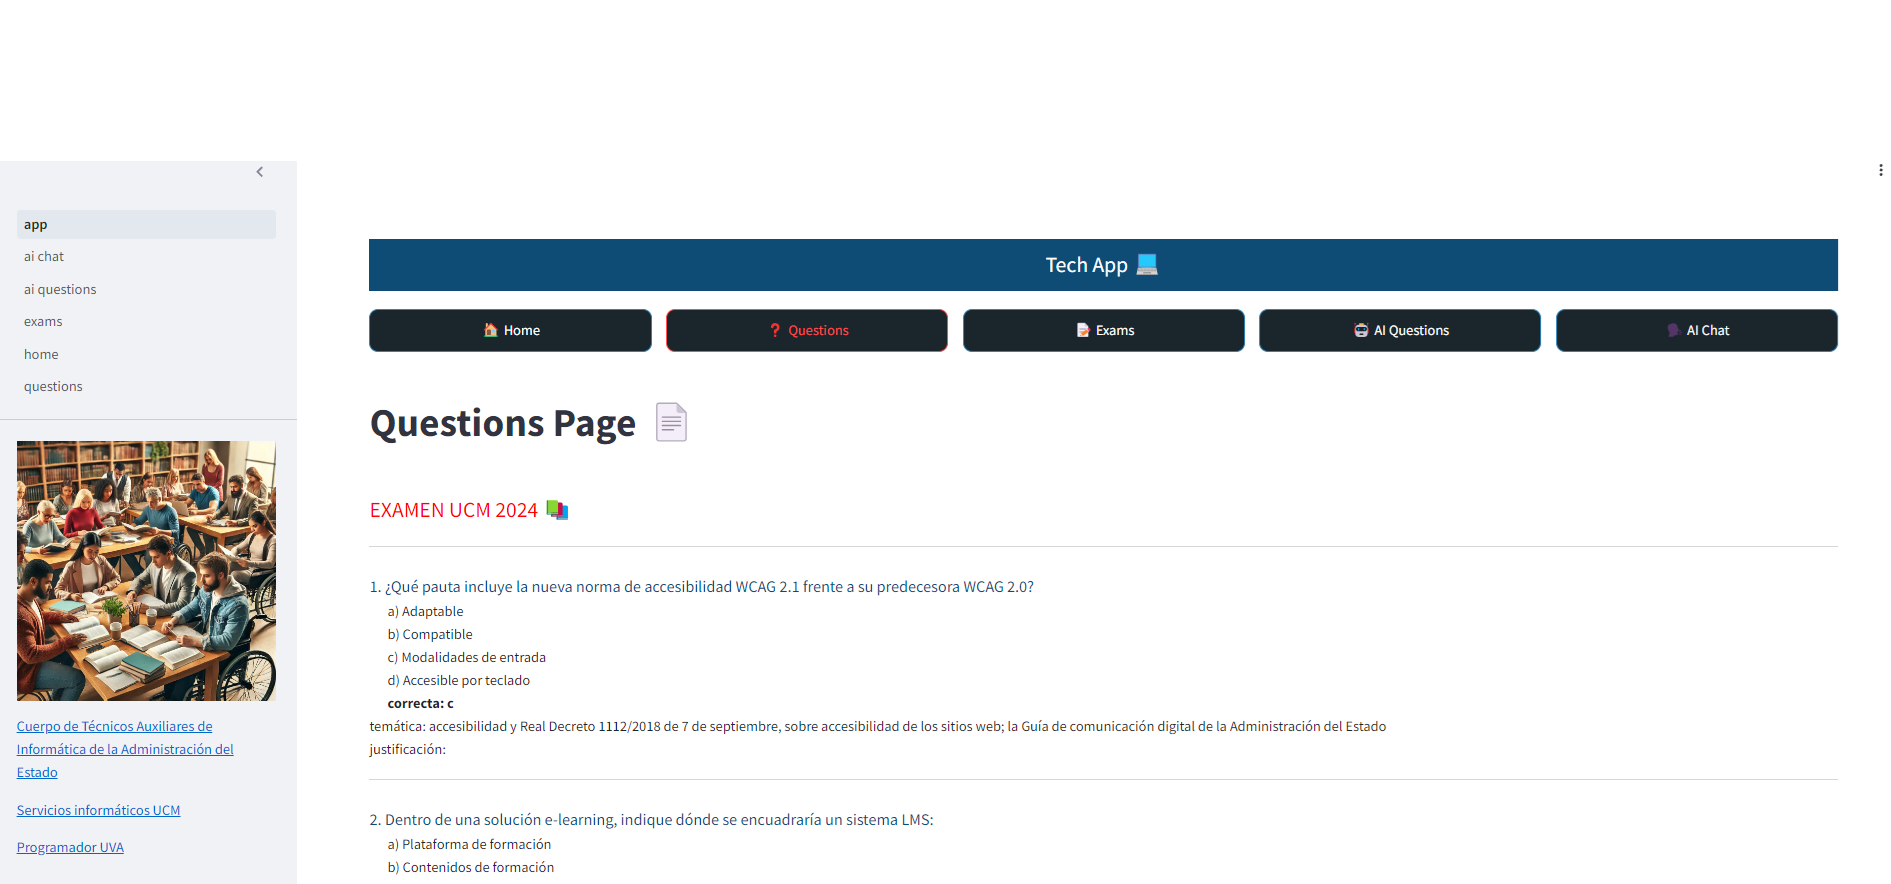 app
ai chat
ai questions
exams
home
questions
Cuerpo de Técnicos Auxiliares de
Informática de la Administración del
Estado
Servicios informáticos UCM
Programador UVA
Tech App
Home
Questions
Exams
AI Questions
AI Chat
Questions Page
EXAMEN UCM 2024
1. ¿Qué pauta incluye la nueva norma de accesibilidad WCAG 2.1 frente a su predecesora WCAG 2.0?
a) Adaptable
b) Compatible
c) Modalidades de entrada
d) Accesible por teclado
correcta: c
temática: accesibilidad y Real Decreto 1112/2018 de 7 de septiembre, sobre accesibilidad de los sitios web; la Guía de comunicación digital de la Administración del Estado
justificación:
2. Dentro de una solución e-learning, indique dónde se encuadraría un sistema LMS:
a) Plataforma de formación
b) Contenidos de formación